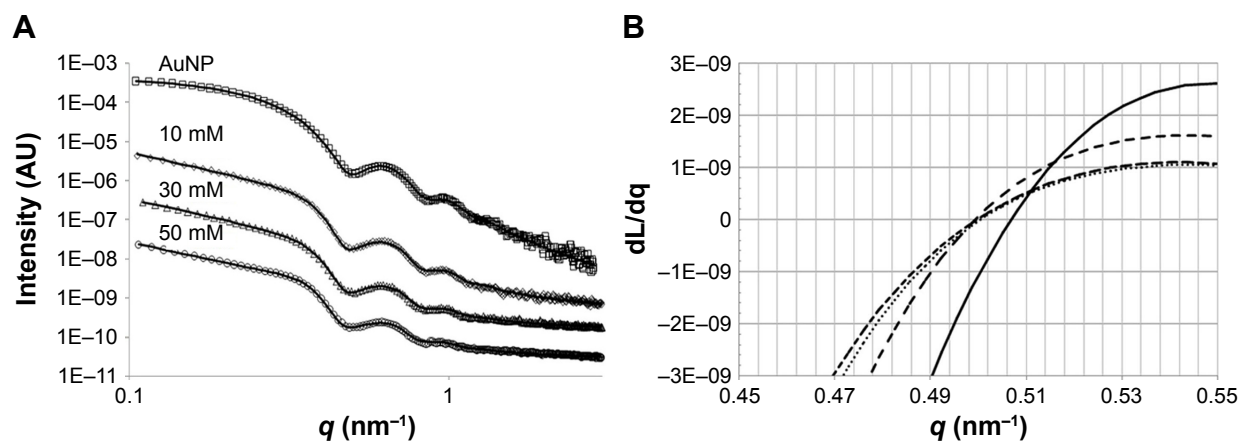 A
1E–03
1E–04
1E–05
1E–06
1E–07
1E–08
1E–09
1E–10
1E–11
Intensity (AU)
AuNP
10 mM
30 mM
50 mM
0.1
1
q (nm⁻¹)
B
3E–09
2E–09
1E–09
0
–1E–09
–2E–09
–3E–09
dL/dq
0.45
0.47
0.49
0.51
0.53
0.55
q (nm⁻¹)